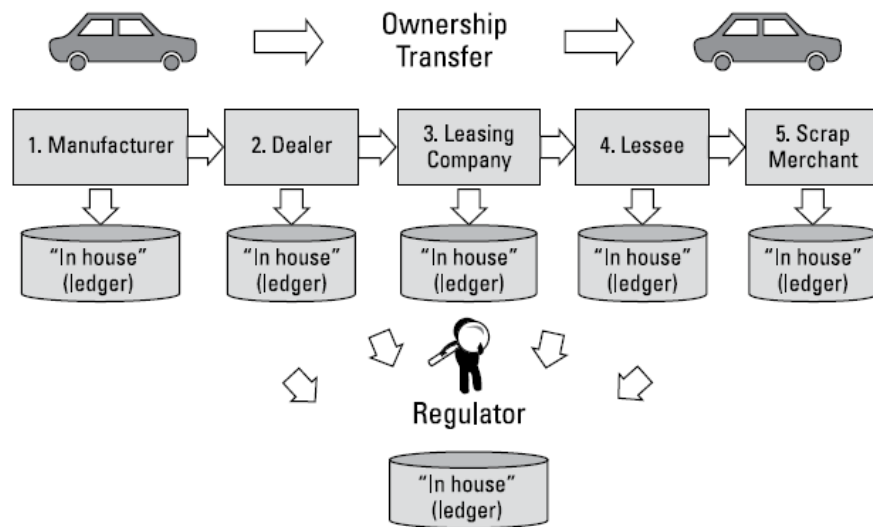 Ownership
Transfer
1. Manufacturer
2. Dealer
3. Leasing
Company
4. Lessee
5. Scrap
Merchant
“In house”
(ledger)
“In house”
(ledger)
“In house”
(ledger)
“In house”
(ledger)
“In house”
(ledger)
Regulator
“In house”
(ledger)